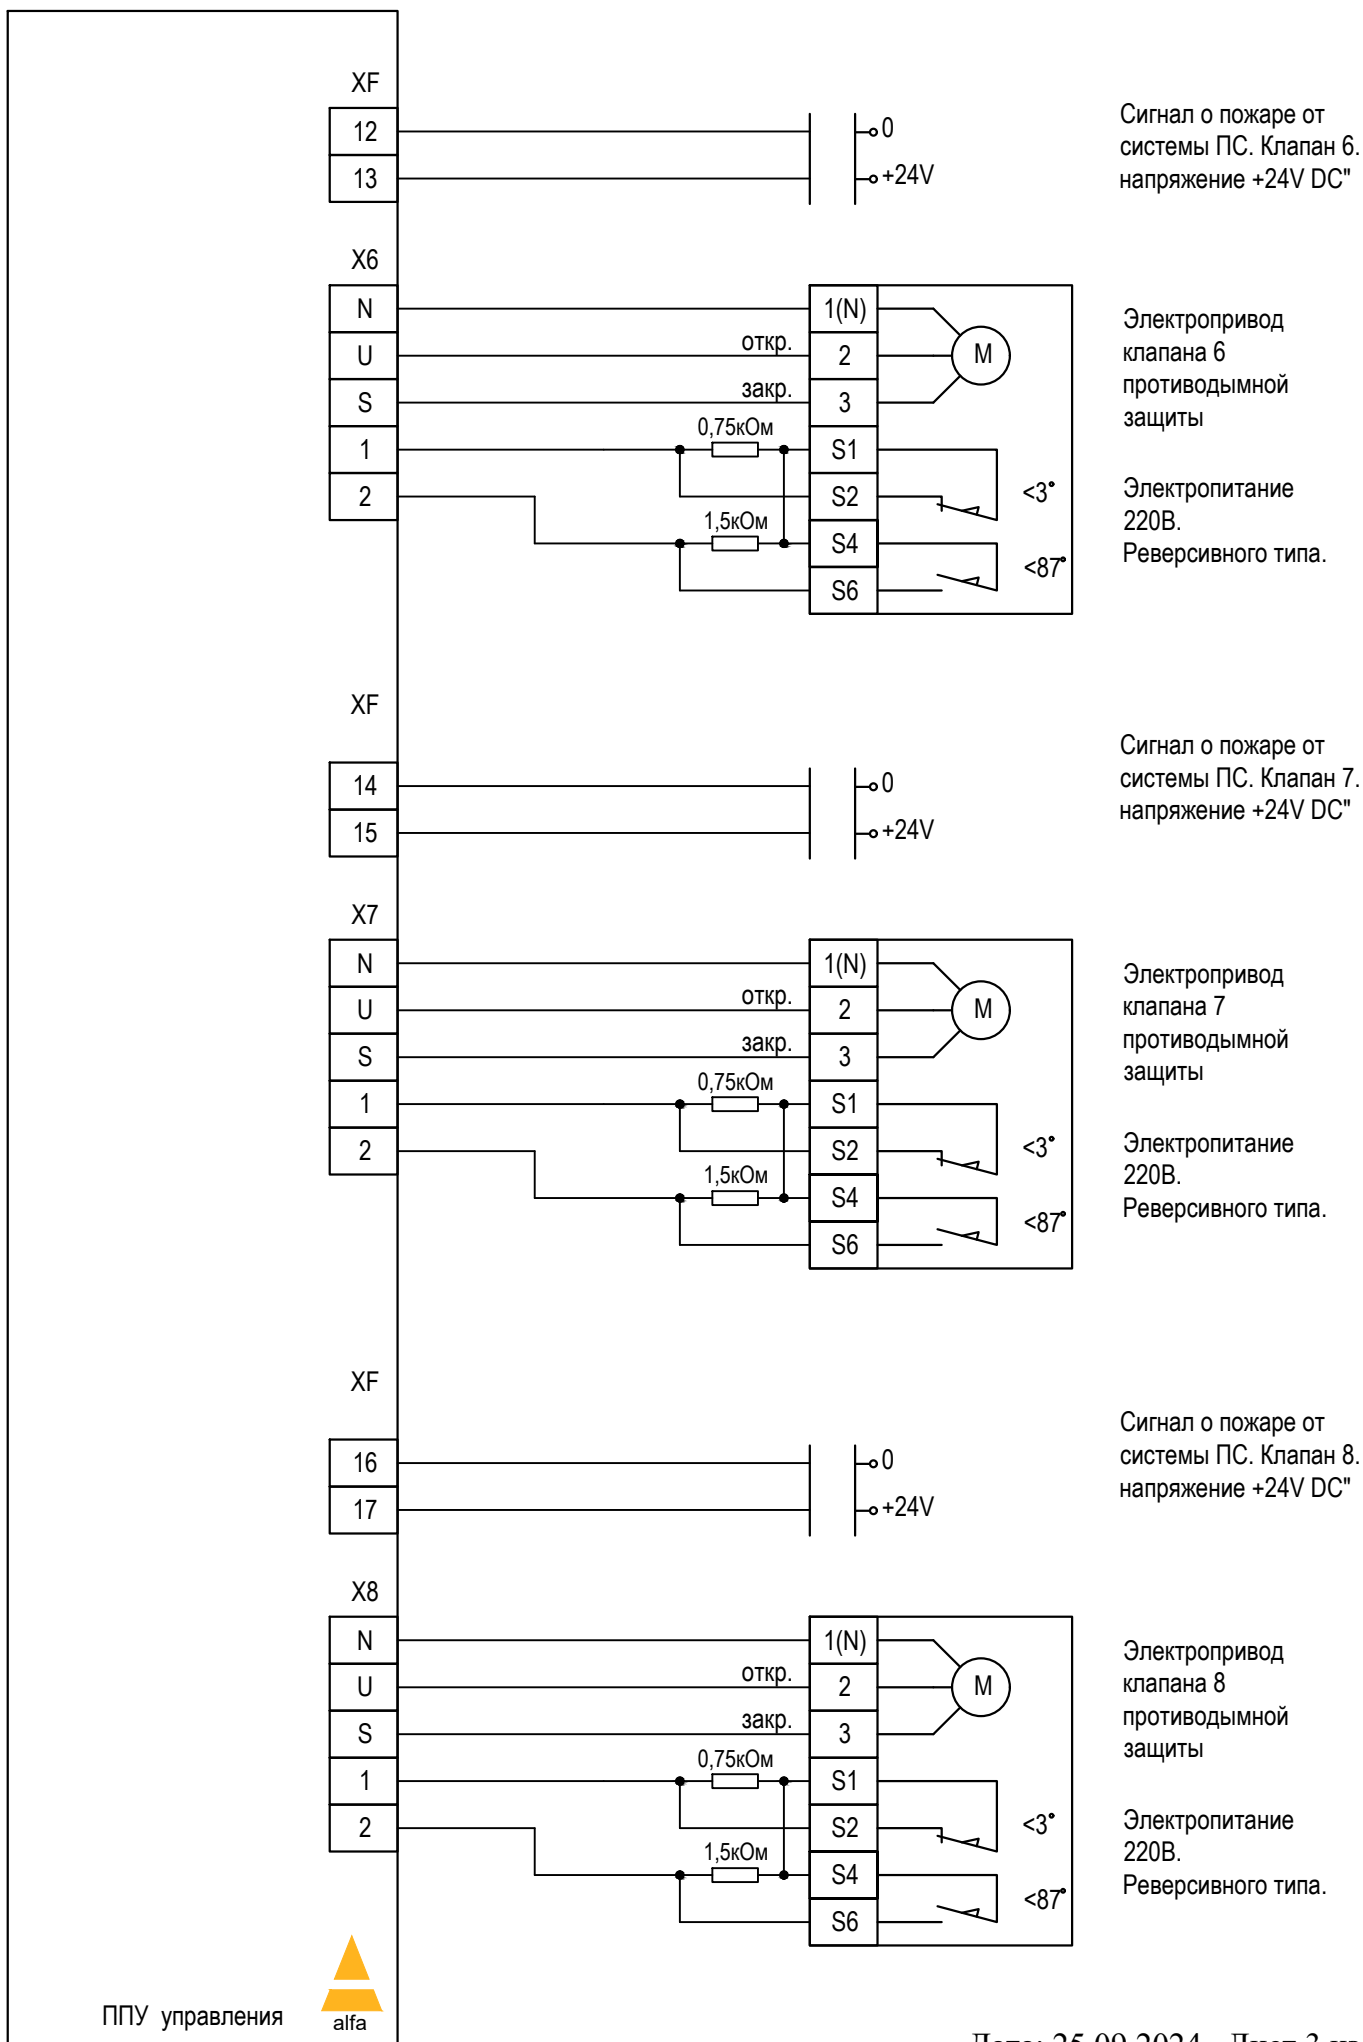 XF
12
13
0
+24V
Сигнал о пожаре от
системы ПС. Клапан 6.
напряжение +24V DC"
X6
N
U
S
1
2
откр.
закр.
0,75кОм
1,5кОм
1(N)
2
3
S1
S2
S4
S6
M
<3°
<87°
Электропривод
клапана 6
противодымной
защиты
Электропитание
220В.
Реверсивного типа.
XF
14
15
0
+24V
Сигнал о пожаре от
системы ПС. Клапан 7.
напряжение +24V DC"
X7
N
U
S
1
2
откр.
закр.
0,75кОм
1,5кОм
1(N)
2
3
S1
S2
S4
S6
M
<3°
<87°
Электропривод
клапана 7
противодымной
защиты
Электропитание
220В.
Реверсивного типа.
XF
16
17
0
+24V
Сигнал о пожаре от
системы ПС. Клапан 8.
напряжение +24V DC"
X8
N
U
S
1
2
откр.
закр.
0,75кОм
1,5кОм
1(N)
2
3
S1
S2
S4
S6
M
<3°
<87°
Электропривод
клапана 8
противодымной
защиты
Электропитание
220В.
Реверсивного типа.
ППУ управления
alfa
Дата: 25.09.2024 Лист 3